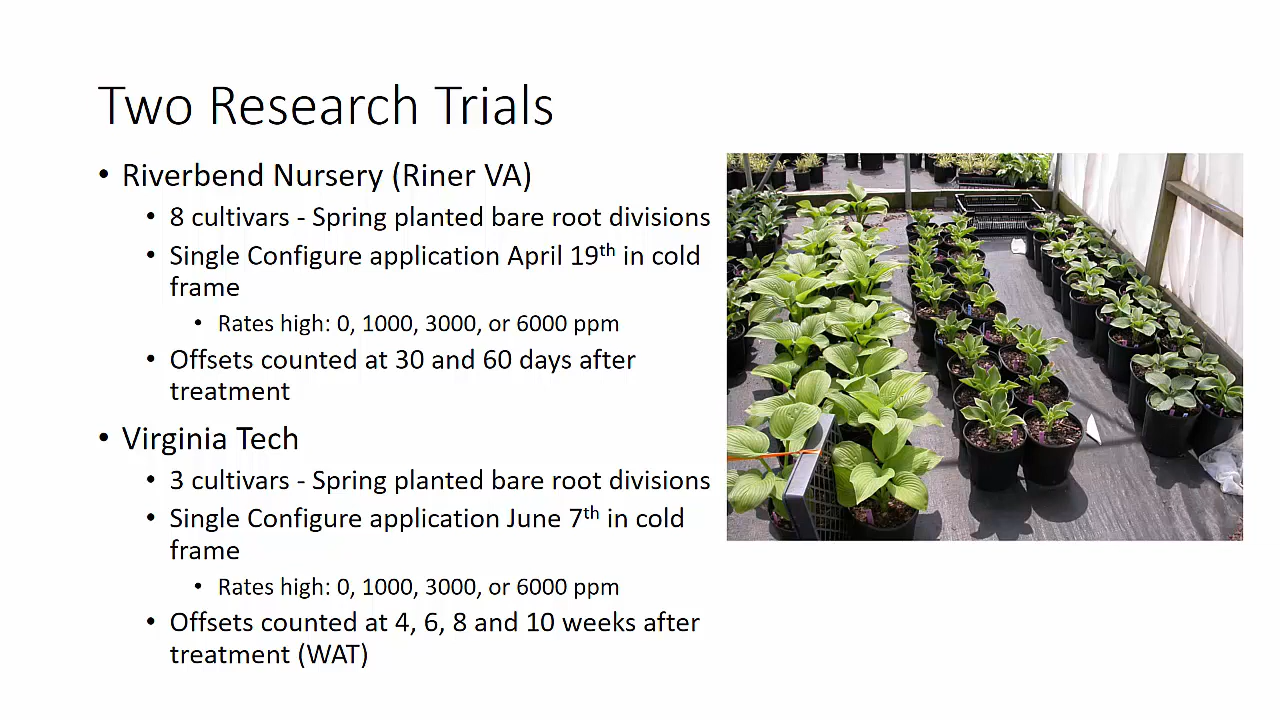 Two Research Trials
• Riverbend Nursery (Riner VA)
• 8 cultivars - Spring planted bare root divisions
• Single Configure application April 19th in cold
frame
• Rates high: 0, 1000, 3000, or 6000 ppm
• Offsets counted at 30 and 60 days after
treatment
• Virginia Tech
• 3 cultivars - Spring planted bare root divisions
• Single Configure application June 7th in cold
frame
• Rates high: 0, 1000, 3000, or 6000 ppm
• Offsets counted at 4, 6, 8 and 10 weeks after
treatment (WAT)